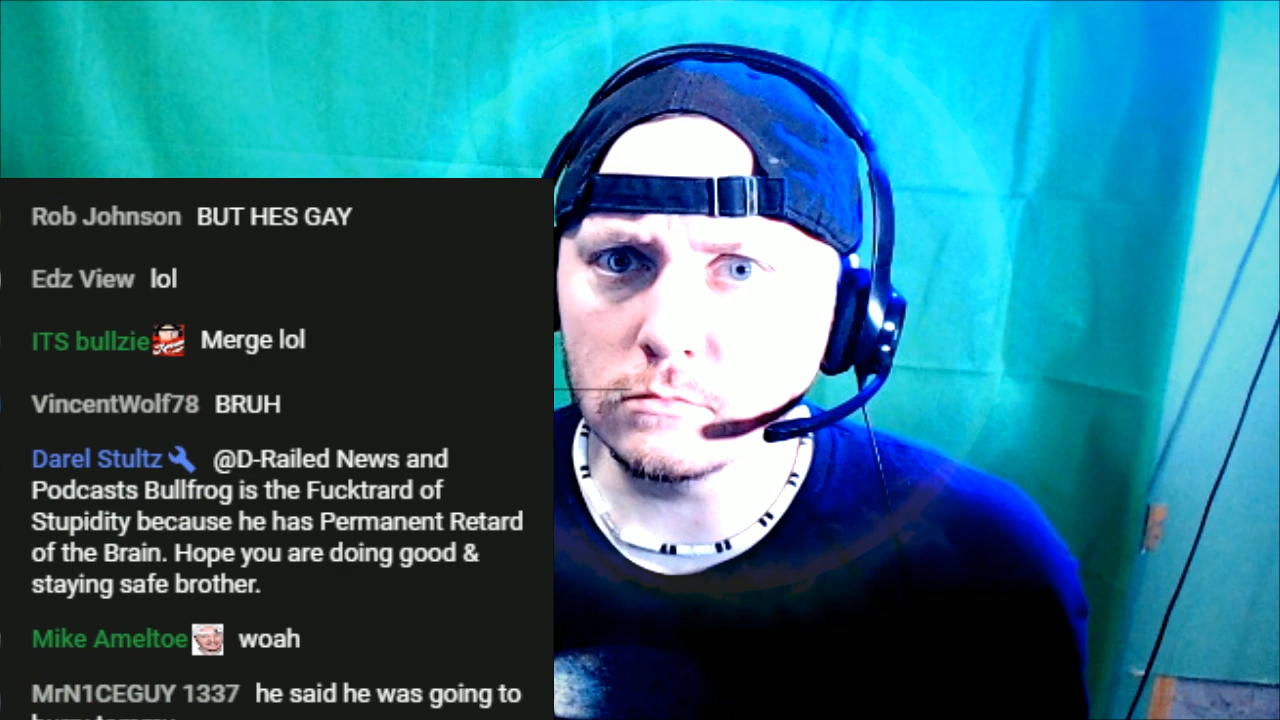 Rob Johnson BUT HES GAY
Edz View lol
ITS bullzie Merge lol
VincentWolf78 BRUH
Darel Stultz @D-Railed News and
Podcasts Bullfrog is the Fucktrard of
Stupidity because he has Permanent Retard
of the Brain. Hope you are doing good &
staying safe brother.
Mike Ameltoe woah
MrN1CEGUY 1337 he said he was going to